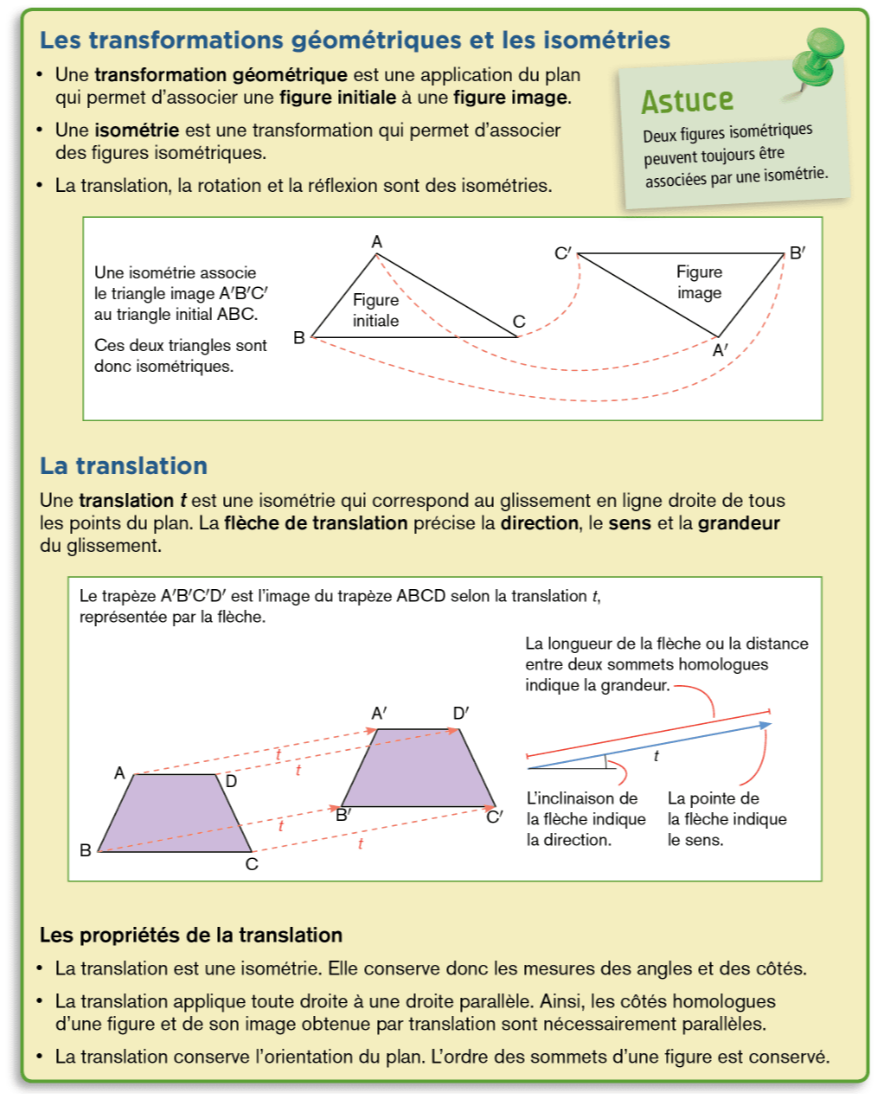 Les transformations géométriques et les isométries
• Une transformation géométrique est une application du plan
qui permet d'associer une figure initiale à une figure image.
• Une isométrie est une transformation qui permet d'associer
des figures isométriques.
• La translation, la rotation et la réflexion sont des isométries.
Astuce
Deux figures isométriques
peuvent toujours être
associées par une isométrie.
Une isométrie associe
le triangle image A′B′C′
au triangle initial ABC.
Ces deux triangles sont
donc isométriques.
A
B
C
Figure
initiale
C′
B′
A′
Figure
image
La translation
Une translation t est une isométrie qui correspond au glissement en ligne droite de tous
les points du plan. La flèche de translation précise la direction, le sens et la grandeur
du glissement.
Le trapèze A′B′C′D′ est l'image du trapèze ABCD selon la translation t,
représentée par la flèche.
A
D
B
C
A′
D′
B′
C′
t
t
t
t
La longueur de la flèche ou la distance
entre deux sommets homologues
indique la grandeur.
t
L'inclinaison de
la flèche indique
la direction.
La pointe de
la flèche indique
le sens.
Les propriétés de la translation
• La translation est une isométrie. Elle conserve donc les mesures des angles et des côtés.
• La translation applique toute droite à une droite parallèle. Ainsi, les côtés homologues
d'une figure et de son image obtenue par translation sont nécessairement parallèles.
• La translation conserve l'orientation du plan. L'ordre des sommets d'une figure est conservé.